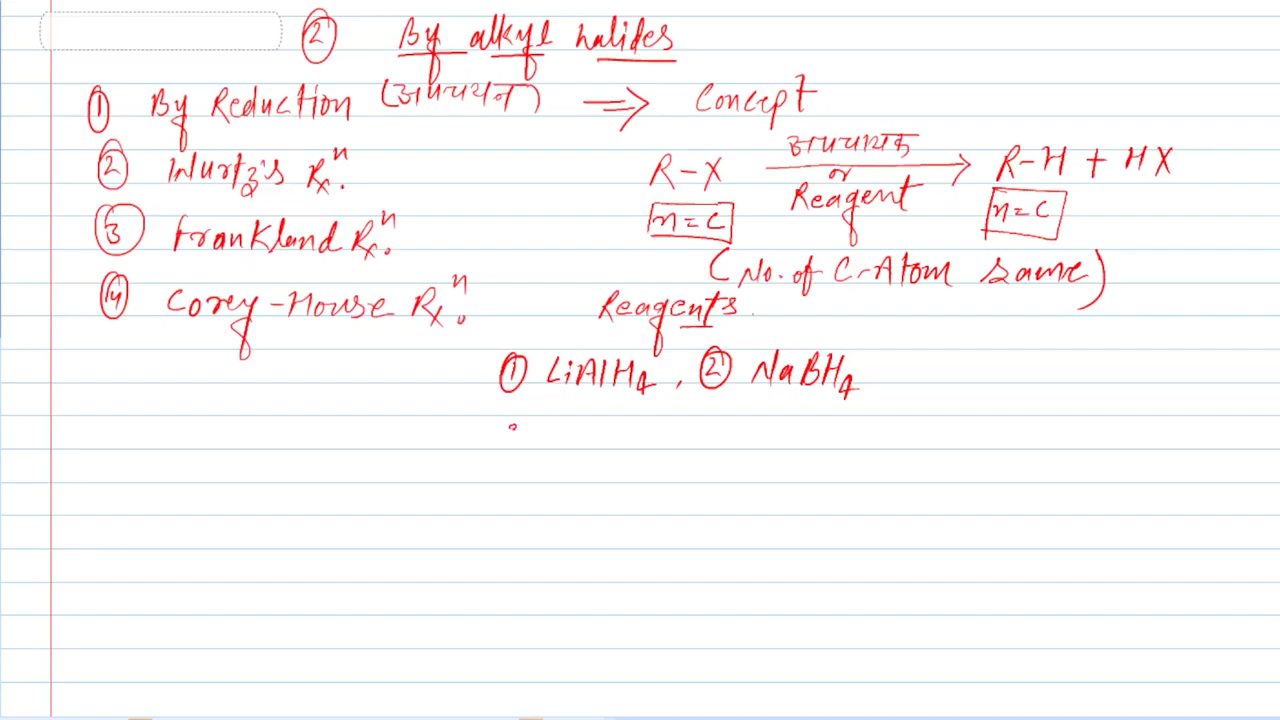 ② By alkyl halides
① By Reduction (अपचयन) ⇒ Concept
② Wurtz's Rxⁿ.
R-X अपचायक or Reagent → R-H + HX
n=C n=C
③ Frankland Rxⁿ.
(No. of C-Atom same)
④ Corey-House Rxⁿ.
Reagents.
① LiAlH4, ② NaBH4